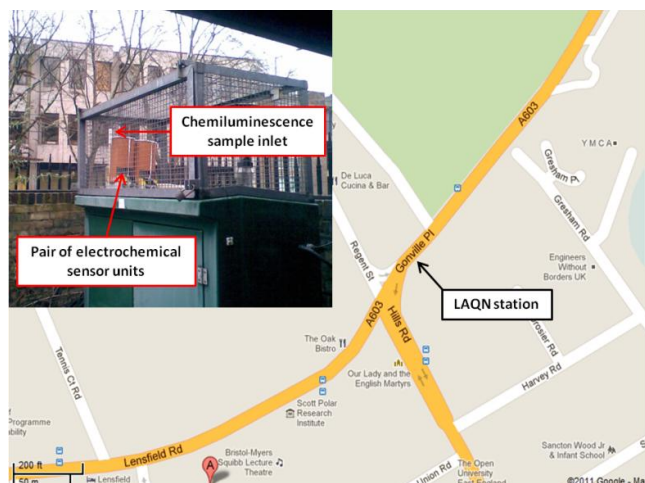 Chemiluminescence
sample inlet
Pair of electrochemical
sensor units
A603
YMCA
Gresham Pl
Gresham Rd
De Luca
Cucina & Bar
Regent St
Gonville Pl
Engineers
Without
Borders UK
LAQN station
A603
Hills Rd
The Oak
Bistro
Our Lady and the
English Martyrs
Harvey Rd
Tennis Ct Rd
Scott Polar
Research
Institute
Programme
Lensfield Rd
200 ft
50 m
Lensfield
A
Bristol-Myers
Squibb Lecture
Theatre
Union Rd
The Open
University
Sancton Wood Jr
& Infant School
©2011 Google - Ma